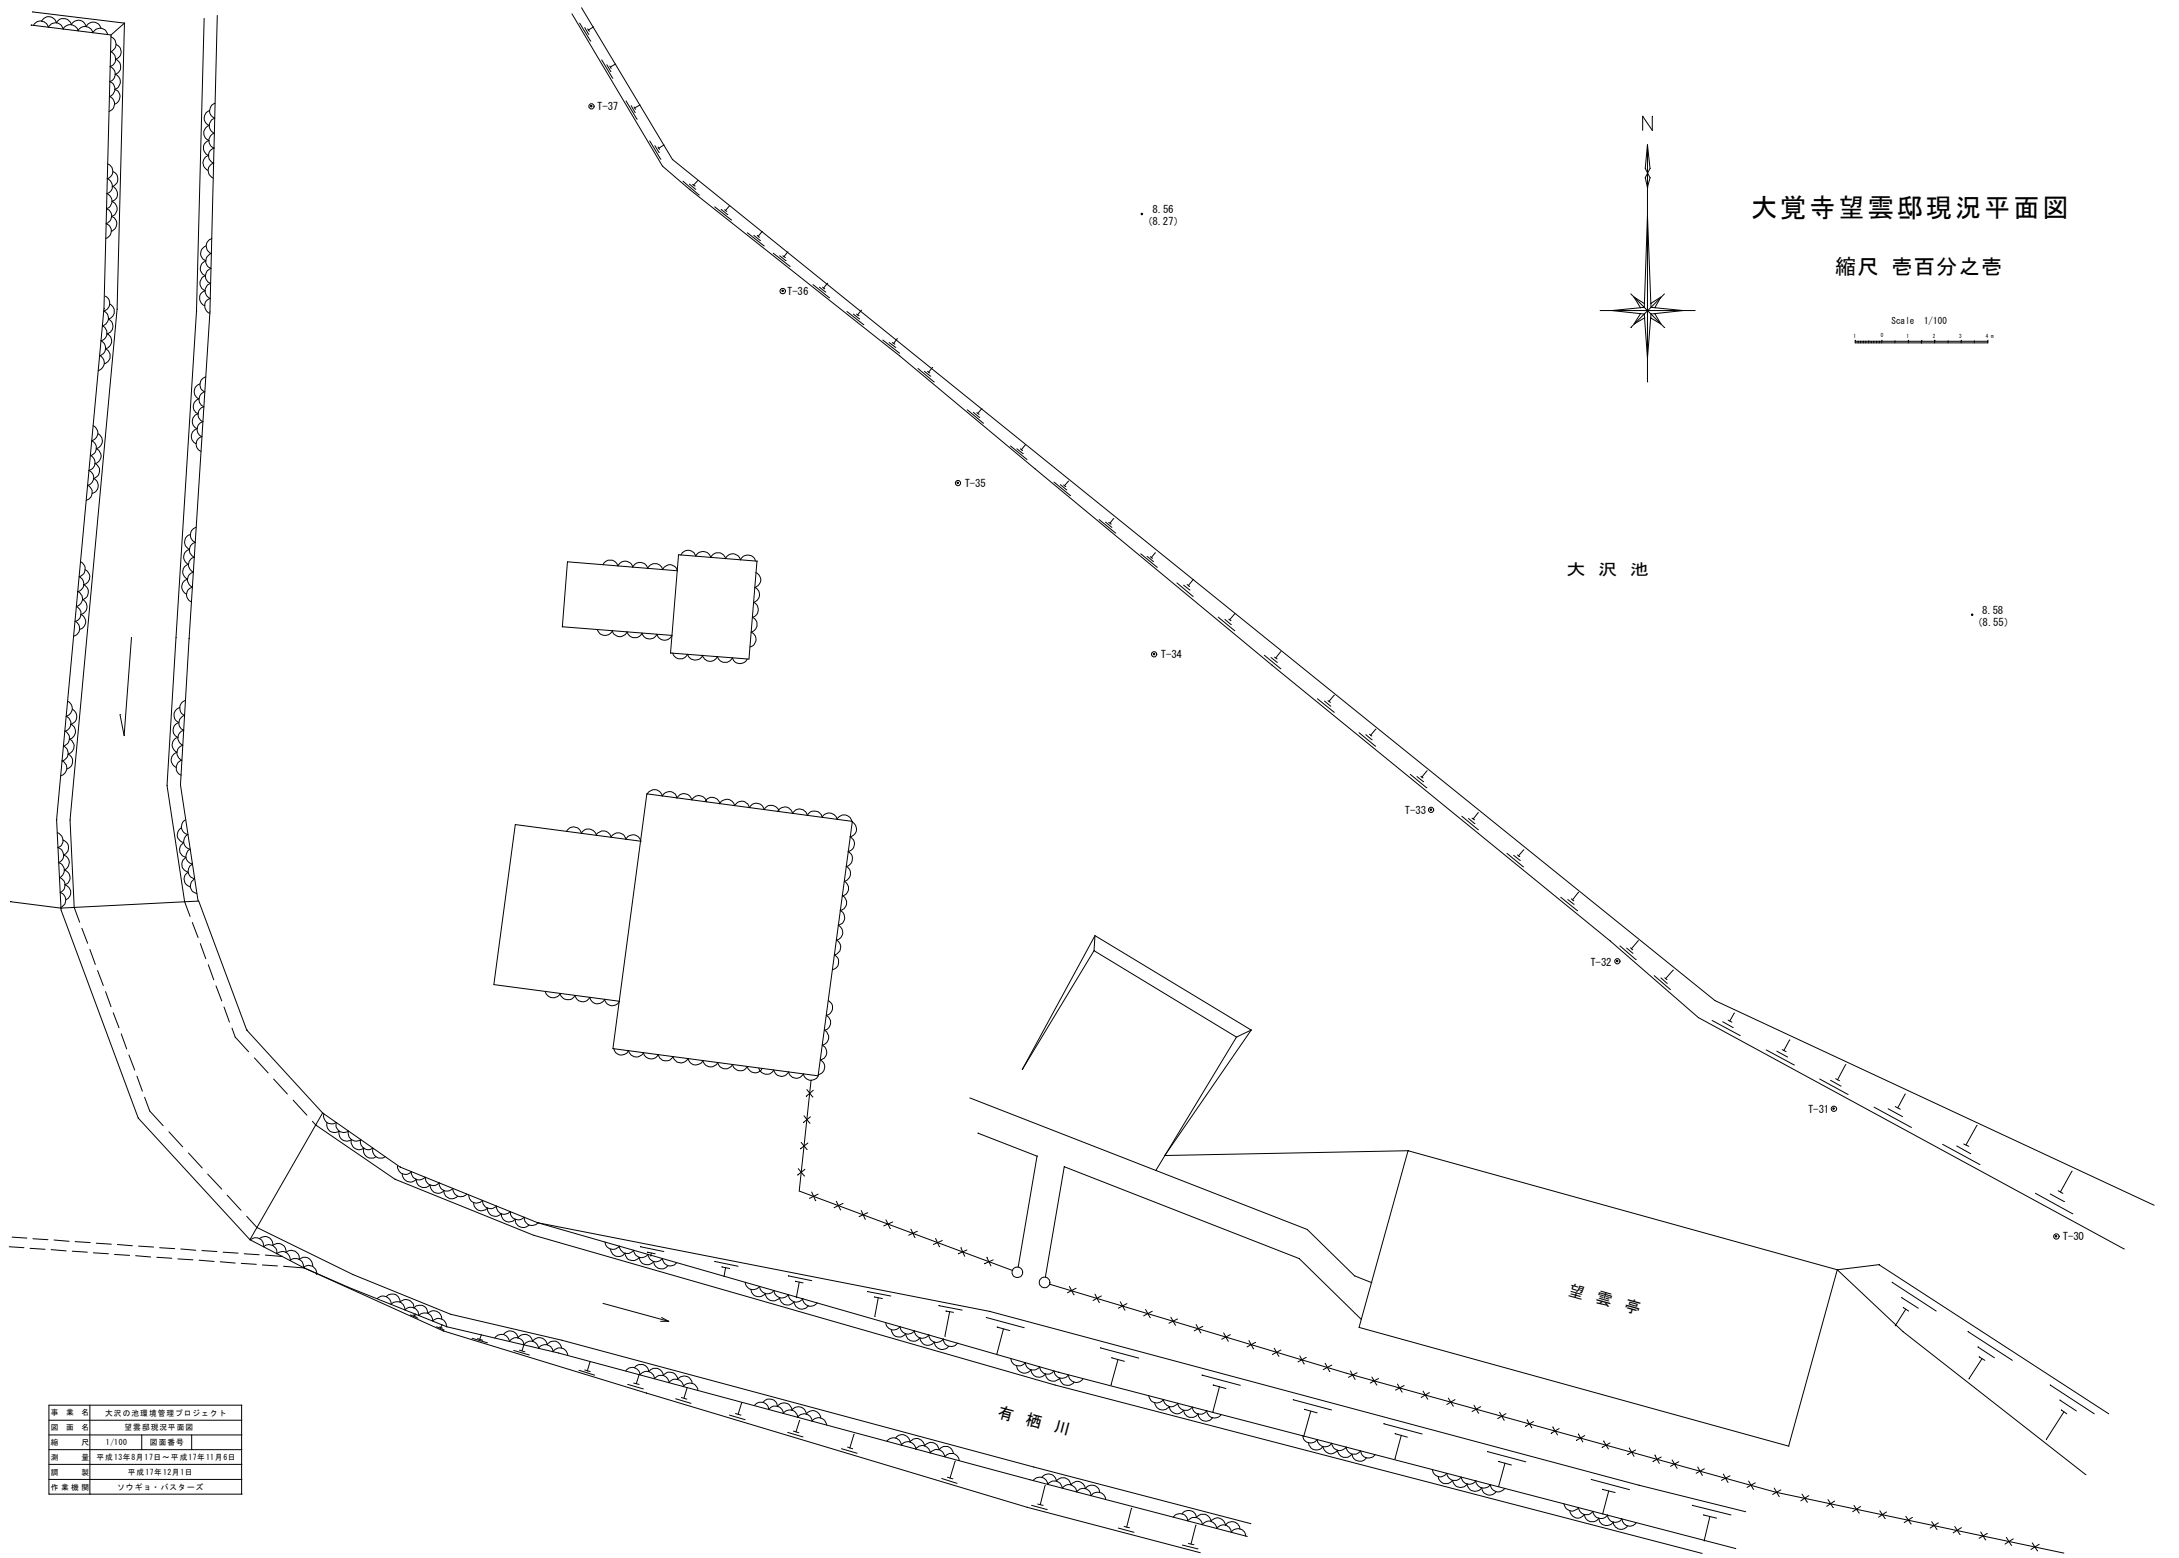 T-37
N
大覚寺望雲邸現況平面図
8.56
(8.27)
縮尺 壱百分之壱
T-36
Scale 1/100
1 0 1 2 3 4 m
T-35
大沢池
8.58
(8.55)
T-34
T-33
T-32
T-31
T-30
望雲亭
有栖川
事業名 大沢の池環境管理プロジェクト
図面名 望雲邸現況平面図
縮尺 1/100 図面番号
測量 平成13年8月17日～平成17年11月6日
調製 平成17年12月1日
作業機関 ソウギョ・バスターズ